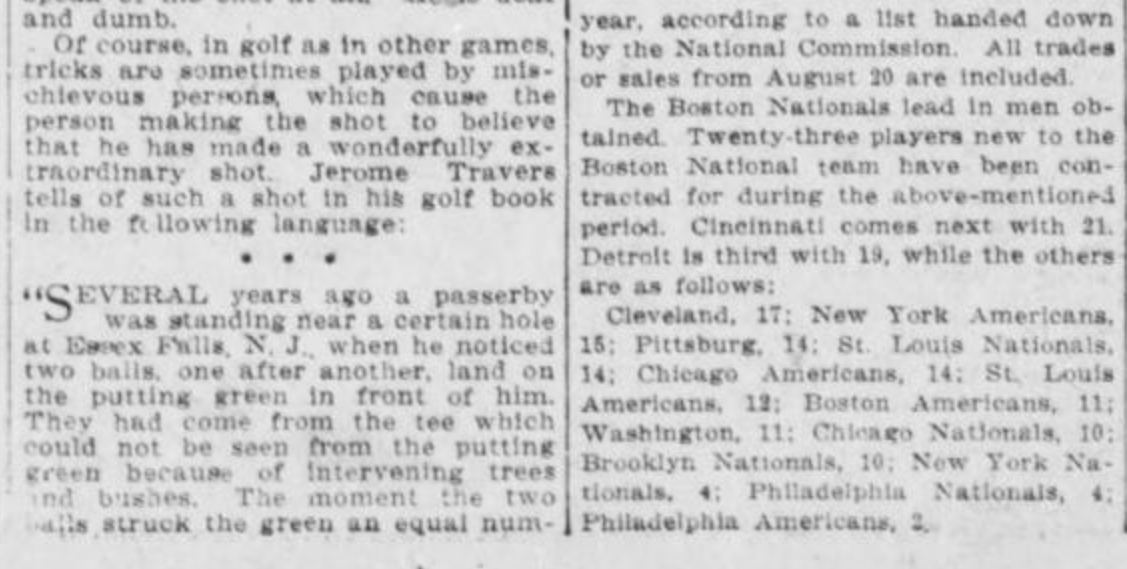 and dumb.
Of course, in golf as in other games,
tricks are sometimes played by mis-
chievous persons, which cause the
person making the shot to believe
that he has made a wonderfully ex-
traordinary shot. Jerome Travers
tells of such a shot in his golf book
in the following language:
• • •
"SEVERAL years ago a passerby
was standing near a certain hole
at Essex Falls, N. J., when he noticed
two balls, one after another, land on
the putting green in front of him.
They had come from the tee which
could not be seen from the putting
green because of intervening trees
and bushes. The moment the two
balls struck the green an equal num-
year, according to a list handed down
by the National Commission. All trades
or sales from August 20 are included.
The Boston Nationals lead in men ob-
tained. Twenty-three players new to the
Boston National team have been con-
tracted for during the above-mentioned
period. Cincinnati comes next with 21.
Detroit is third with 19, while the others
are as follows:
Cleveland, 17; New York Americans,
15; Pittsburg, 14; St. Louis Nationals,
14; Chicago Americans, 14; St. Louis
Americans, 12; Boston Americans, 11;
Washington, 11; Chicago Nationals, 10;
Brooklyn Nationals, 10; New York Na-
tionals, 4; Philadelphia Nationals, 4;
Philadelphia Americans, 2.